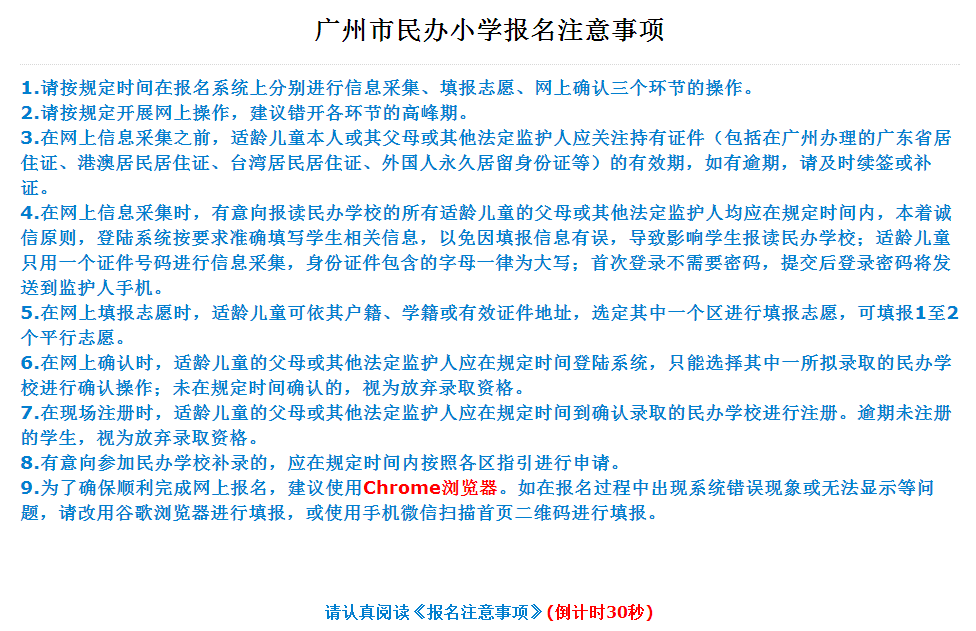 广州市民办小学报名注意事项
1.请按规定时间在报名系统上分别进行信息采集、填报志愿、网上确认三个环节的操作。
2.请按规定开展网上操作，建议错开各环节的高峰期。
3.在网上信息采集之前，适龄儿童本人或其父母或其他法定监护人应关注持有证件（包括在广州办理的广东省居
住证、港澳居民居住证、台湾居民居住证、外国人永久居留身份证等）的有效期，如有逾期，请及时续签或补
证。
4.在网上信息采集时，有意向报读民办学校的所有适龄儿童的父母或其他法定监护人均应在规定时间内，本着诚
信原则，登陆系统按要求准确填写学生相关信息，以免因填报信息有误，导致影响学生报读民办学校；适龄儿童
只用一个证件号码进行信息采集，身份证件包含的字母一律为大写；首次登录不需要密码，提交后登录密码将发
送到监护人手机。
5.在网上填报志愿时，适龄儿童可依其户籍、学籍或有效证件地址，选定其中一个区进行填报志愿，可填报1至2
个平行志愿。
6.在网上确认时，适龄儿童的父母或其他法定监护人应在规定时间登陆系统，只能选择其中一所拟录取的民办学
校进行确认操作；未在规定时间确认的，视为放弃录取资格。
7.在现场注册时，适龄儿童的父母或其他法定监护人应在规定时间到确认录取的民办学校进行注册。逾期未注册
的学生，视为放弃录取资格。
8.有意向参加民办学校补录的，应在规定时间内按照各区指引进行申请。
9.为了确保顺利完成网上报名，建议使用Chrome浏览器。如在报名过程中出现系统错误现象或无法显示等问
题，请改用谷歌浏览器进行填报，或使用手机微信扫描首页二维码进行填报。
请认真阅读《报名注意事项》(倒计时30秒)